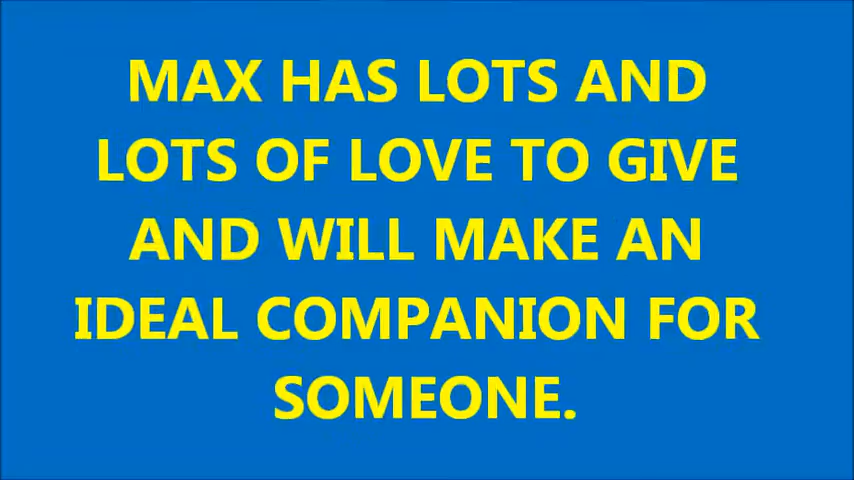 MAX HAS LOTS AND
LOTS OF LOVE TO GIVE
AND WILL MAKE AN
IDEAL COMPANION FOR
SOMEONE.